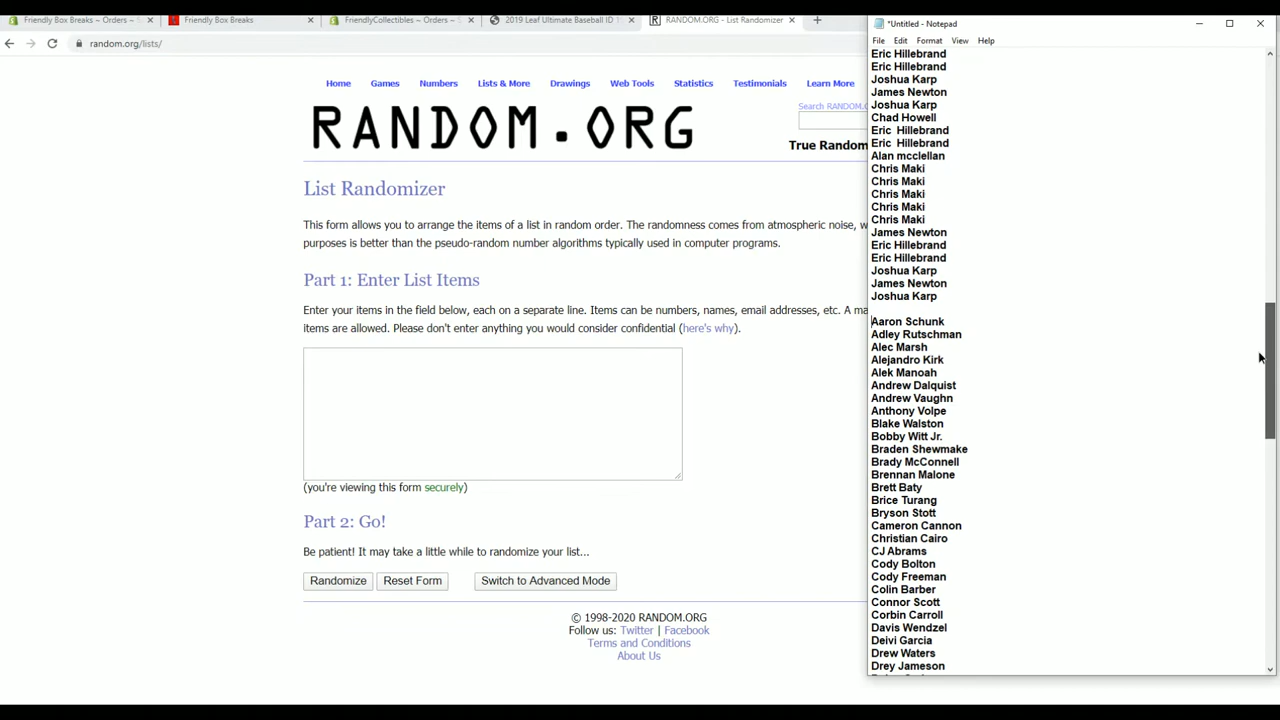 Friendly Box Breaks ~ Orders ~ S
Friendly Box Breaks
FriendlyCollectibles ~ Orders ~ S
2019 Leaf Ultimate Baseball ID 1
RANDOM.ORG - List Randomizer
random.org/lists/
Home Games Numbers Lists & More Drawings Web Tools Statistics Testimonials Learn More
RANDOM.ORG
Search RANDOM.O
True Random
List Randomizer
This form allows you to arrange the items of a list in random order. The randomness comes from atmospheric noise, w
purposes is better than the pseudo-random number algorithms typically used in computer programs.
Part 1: Enter List Items
Enter your items in the field below, each on a separate line. Items can be numbers, names, email addresses, etc. A ma
items are allowed. Please don't enter anything you would consider confidential (here's why).
(you're viewing this form securely)
Part 2: Go!
Be patient! It may take a little while to randomize your list...
Randomize Reset Form Switch to Advanced Mode
© 1998-2020 RANDOM.ORG
Follow us: Twitter | Facebook
Terms and Conditions
About Us
*Untitled - Notepad
File Edit Format View Help
Eric Hillebrand
Eric Hillebrand
Joshua Karp
James Newton
Joshua Karp
Chad Howell
Eric  Hillebrand
Eric  Hillebrand
Alan mcclellan
Chris Maki
Chris Maki
Chris Maki
Chris Maki
Chris Maki
James Newton
Eric Hillebrand
Eric Hillebrand
Joshua Karp
James Newton
Joshua Karp
Aaron Schunk
Adley Rutschman
Alec Marsh
Alejandro Kirk
Alek Manoah
Andrew Dalquist
Andrew Vaughn
Anthony Volpe
Blake Walston
Bobby Witt Jr.
Braden Shewmake
Brady McConnell
Brennan Malone
Brett Baty
Brice Turang
Bryson Stott
Cameron Cannon
Christian Cairo
CJ Abrams
Cody Bolton
Cody Freeman
Colin Barber
Connor Scott
Corbin Carroll
Davis Wendzel
Deivi Garcia
Drew Waters
Drey Jameson